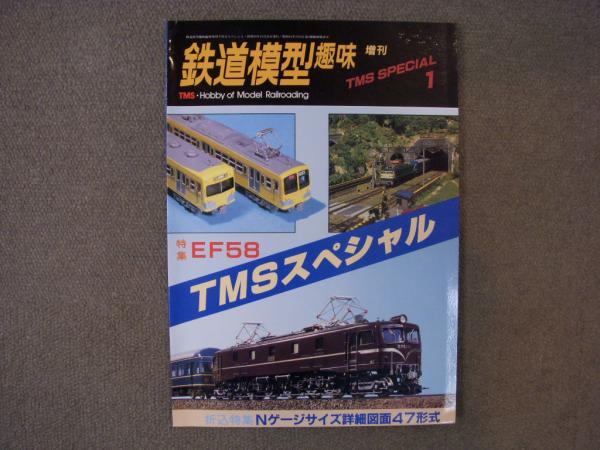 鉄道模型趣味 増刊
TMS SPECIAL
1
TMS・Hobby of Model Railroading
特集 EF58
TMSスペシャル
折込特集 Nゲージサイズ詳細図面47形式